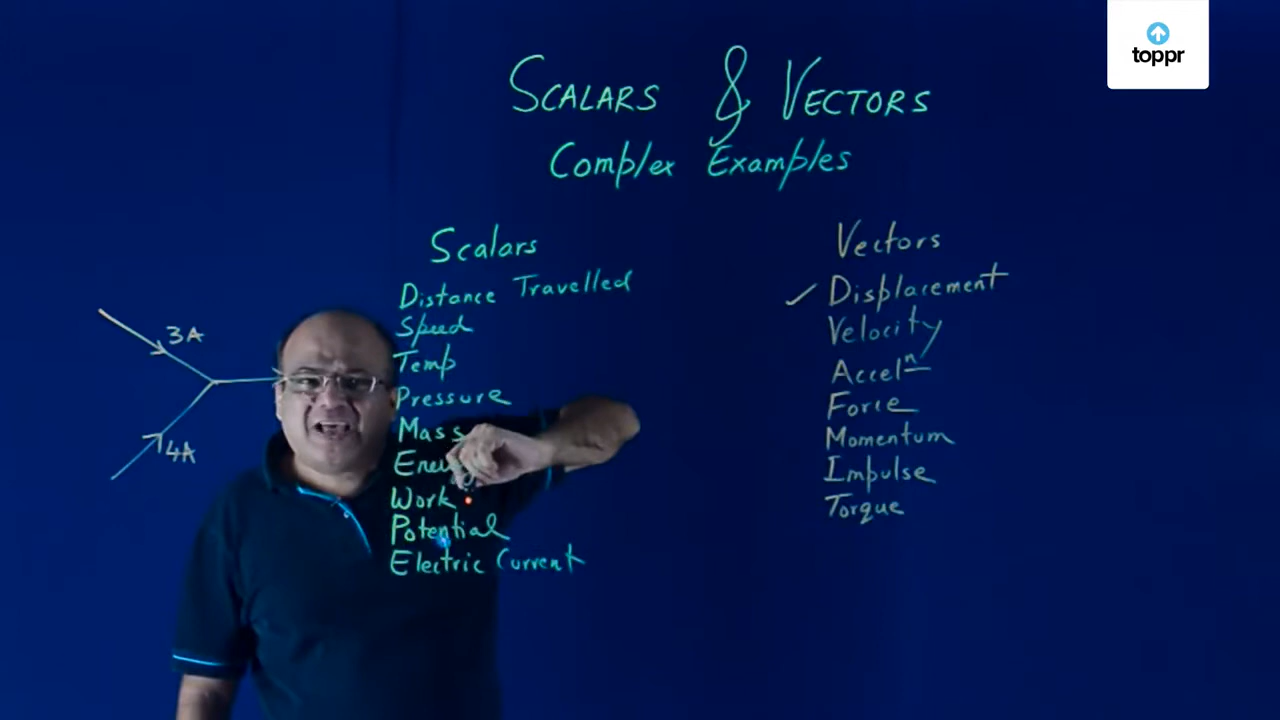 toppr
SCALARS & VECTORS
Complex Examples
Scalars
Distance Travelled
Speed
Temp
Pressure
Mass
Work
Potential
Electric Current
Vectors
✓ Displacement
Velocity
Acceln
Force
Momentum
Impulse
Torque
3A
4A